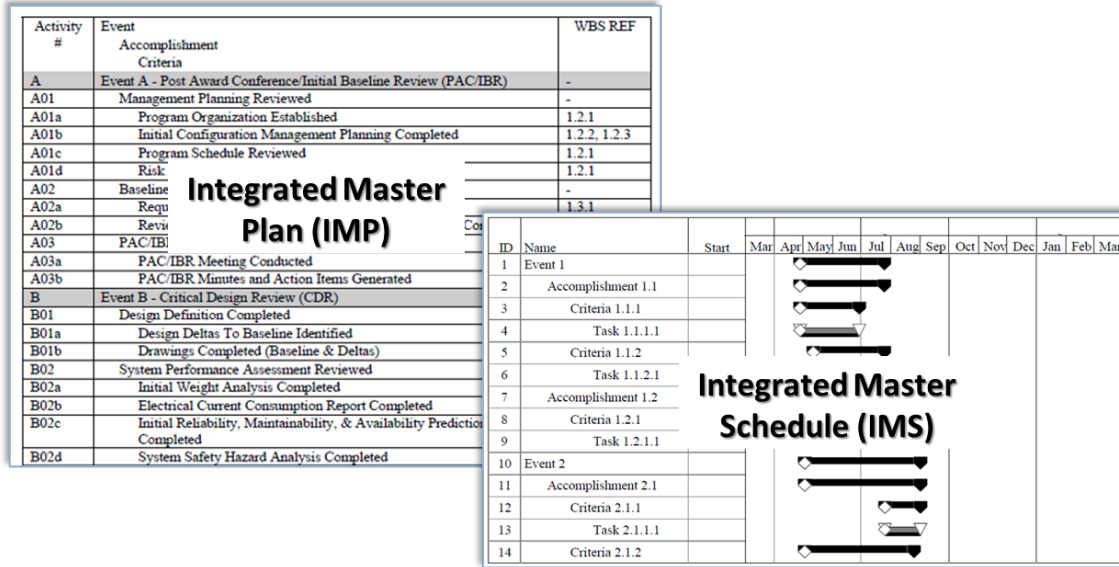 Activity Event WBS REF
# Accomplishment
Criteria
A Event A - Post Award Conference/Initial Baseline Review (PAC/IBR) -
A01 Management Planning Reviewed -
A01a Program Organization Established 1.2.1
A01b Initial Configuration Management Planning Completed 1.2.2, 1.2.3
A01c Program Schedule Reviewed 1.2.1
A01d Risk 1.2.1
A02 Baseline -
A02a Requ 1.3.1
A02b Revie Con
A03 PAC/IB
A03a PAC/IBR Meeting Conducted
A03b PAC/IBR Minutes and Action Items Generated
B Event B - Critical Design Review (CDR)
B01 Design Definition Completed
B01a Design Deltas To Baseline Identified
B01b Drawings Completed (Baseline & Deltas)
B02 System Performance Assessment Reviewed
B02a Initial Weight Analysis Completed
B02b Electrical Current Consumption Report Completed
B02c Initial Reliability, Maintainability, & Availability Prediction
Completed
B02d System Safety Hazard Analysis Completed
Integrated Master
Plan (IMP)
ID Name Start Mar Apr May Jun Jul Aug Sep Oct Nov Dec Jan Feb Mar
1 Event 1
2 Accomplishment 1.1
3 Criteria 1.1.1
4 Task 1.1.1.1
5 Criteria 1.1.2
6 Task 1.1.2.1
7 Accomplishment 1.2
8 Criteria 1.2.1
9 Task 1.2.1.1
10 Event 2
11 Accomplishment 2.1
12 Criteria 2.1.1
13 Task 2.1.1.1
14 Criteria 2.1.2
Integrated Master
Schedule (IMS)